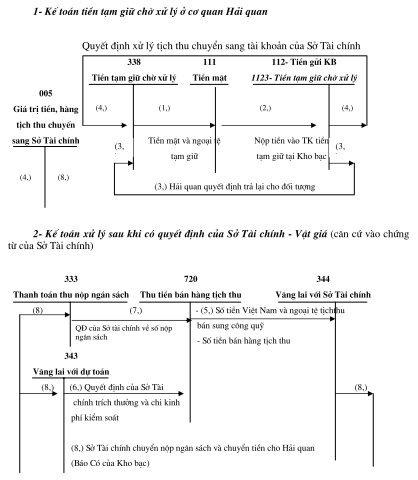 1- Kế toán tiền tạm giữ chờ xử lý ở cơ quan Hải quan
Quyết định xử lý tịch thu chuyển sang tài khoản của Sở Tài chính
338
111
112- Tiền gửi KB
Tiền tạm giữ chờ xử lý
Tiền mặt
1123- Tiền tạm giữ chờ xử lý
005
Giá trị tiền, hàng
tịch thu chuyển
sang Sở Tài chính
(4,)
(1,)
(2,)
(4,)
(3,
Tiền mặt và ngoại tệ
tạm giữ
Nộp tiền vào TK tiền
tạm giữ tại Kho bạc
(3,
(4,)
(8,)
(3,) Hải quan quyết định trả lại cho đối tượng
2- Kế toán xử lý sau khi có quyết định của Sở Tài chính - Vật giá (căn cứ vào chứng
từ của Sở Tài chính)
333
720
344
Thanh toán thu nộp ngân sách
Thu tiền bán hàng tịch thu
Vãng lai với Sở Tài chính
(8)
(7,)
- (5,) Số tiền Việt Nam và ngoại tệ tịch thu
bán sung công quỹ
QĐ của Sở tài chính về số nộp
ngân sách
- Số tiền bán hàng tịch thu
343
Vãng lai với dự toán
(8,)
(6,) Quyết định của Sở Tài
chính trích thưởng và chi kinh
phí kiểm soát
(8,)
(8,) Sở Tài chính chuyển nộp ngân sách và chuyển tiền cho Hải quan
(Báo Có của Kho bạc)